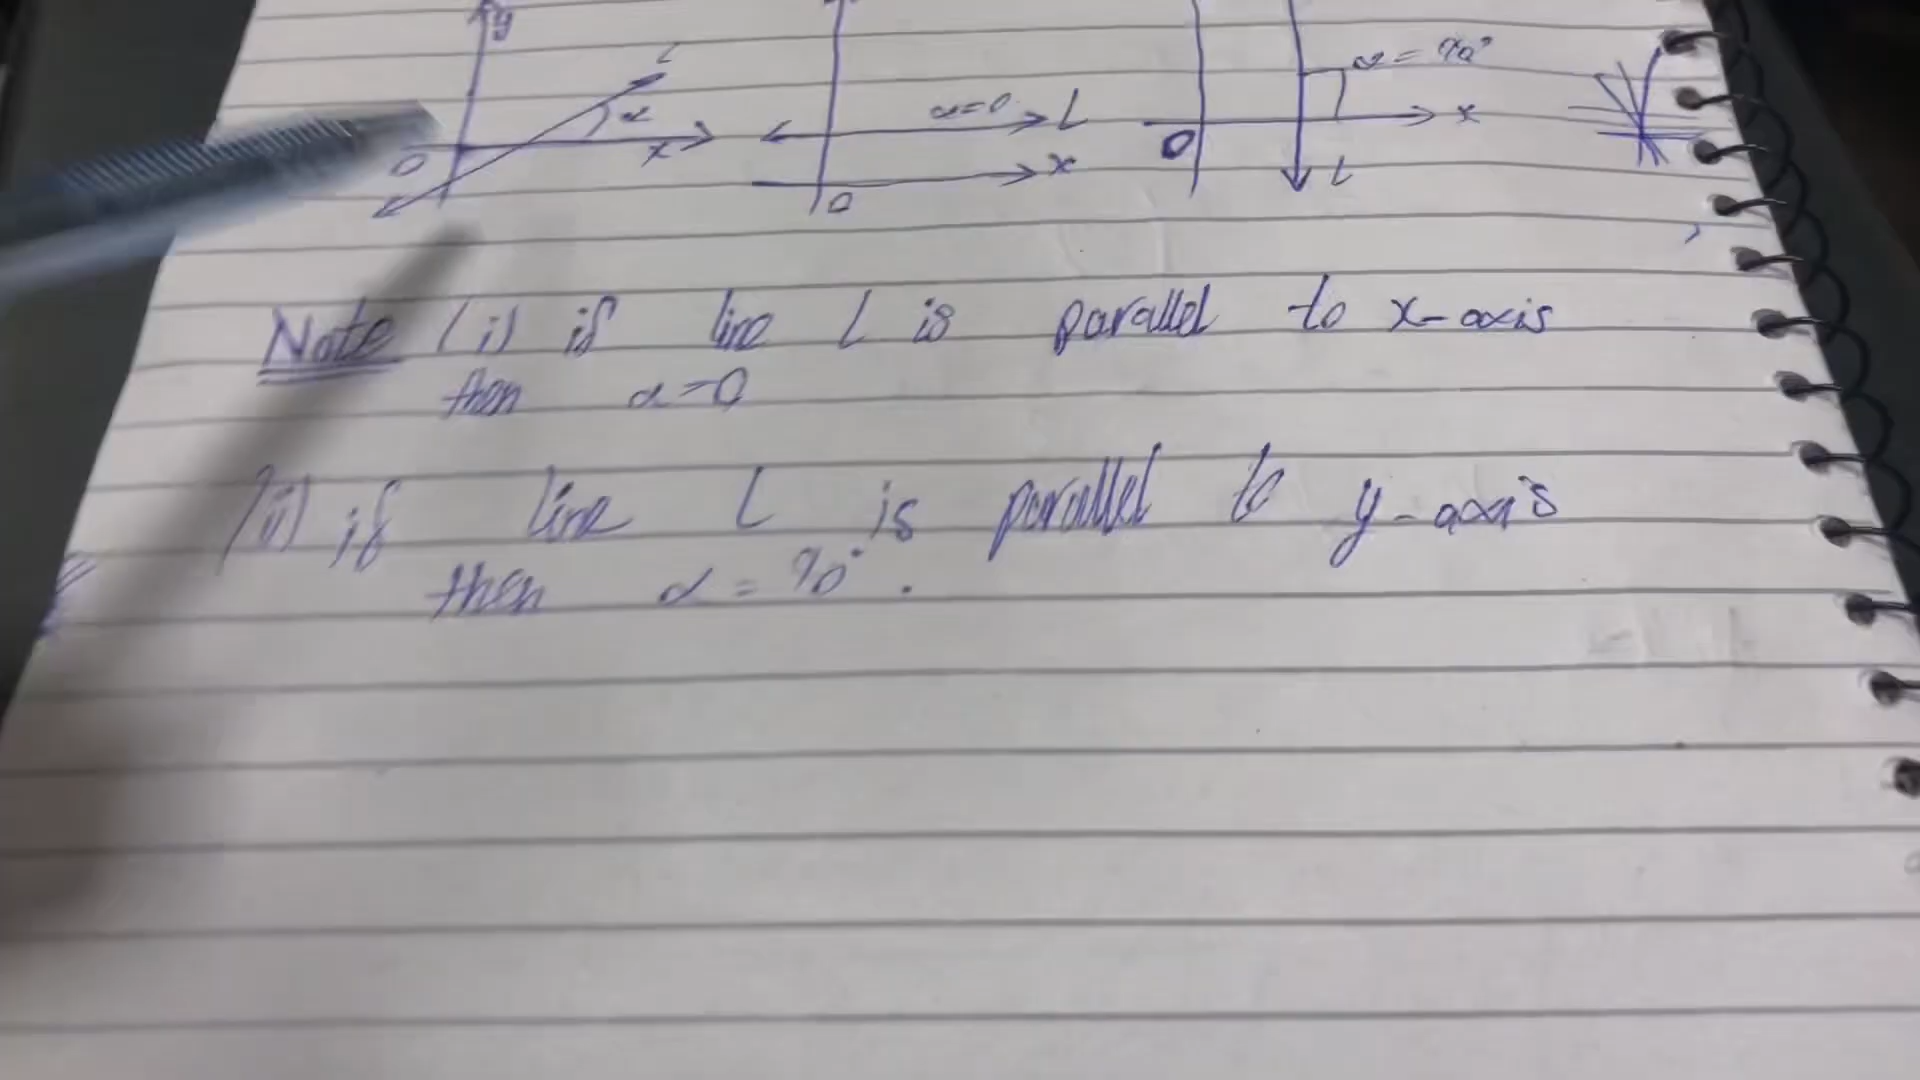 y
L
α
x
O
α=0
L
x
O
α = 90°
x
O
L
Note (i) if line L is parallel to x-axis
then α=0
(ii) if line L is parallel to y-axis
then α = 90°.